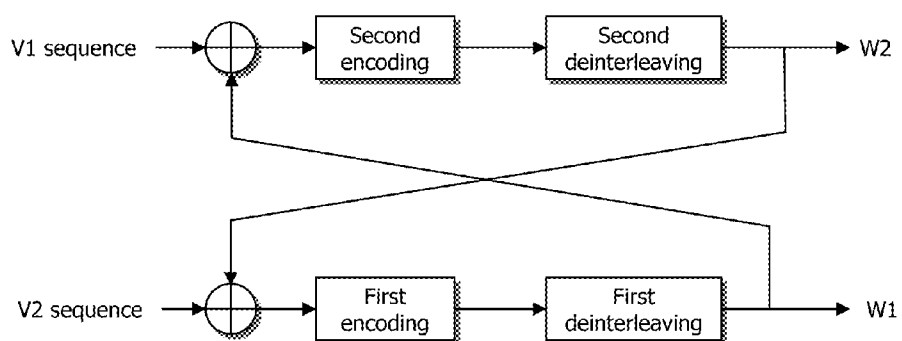 V1 sequence
Second
encoding
Second
deinterleaving
W2
V2 sequence
First
encoding
First
deinterleaving
W1